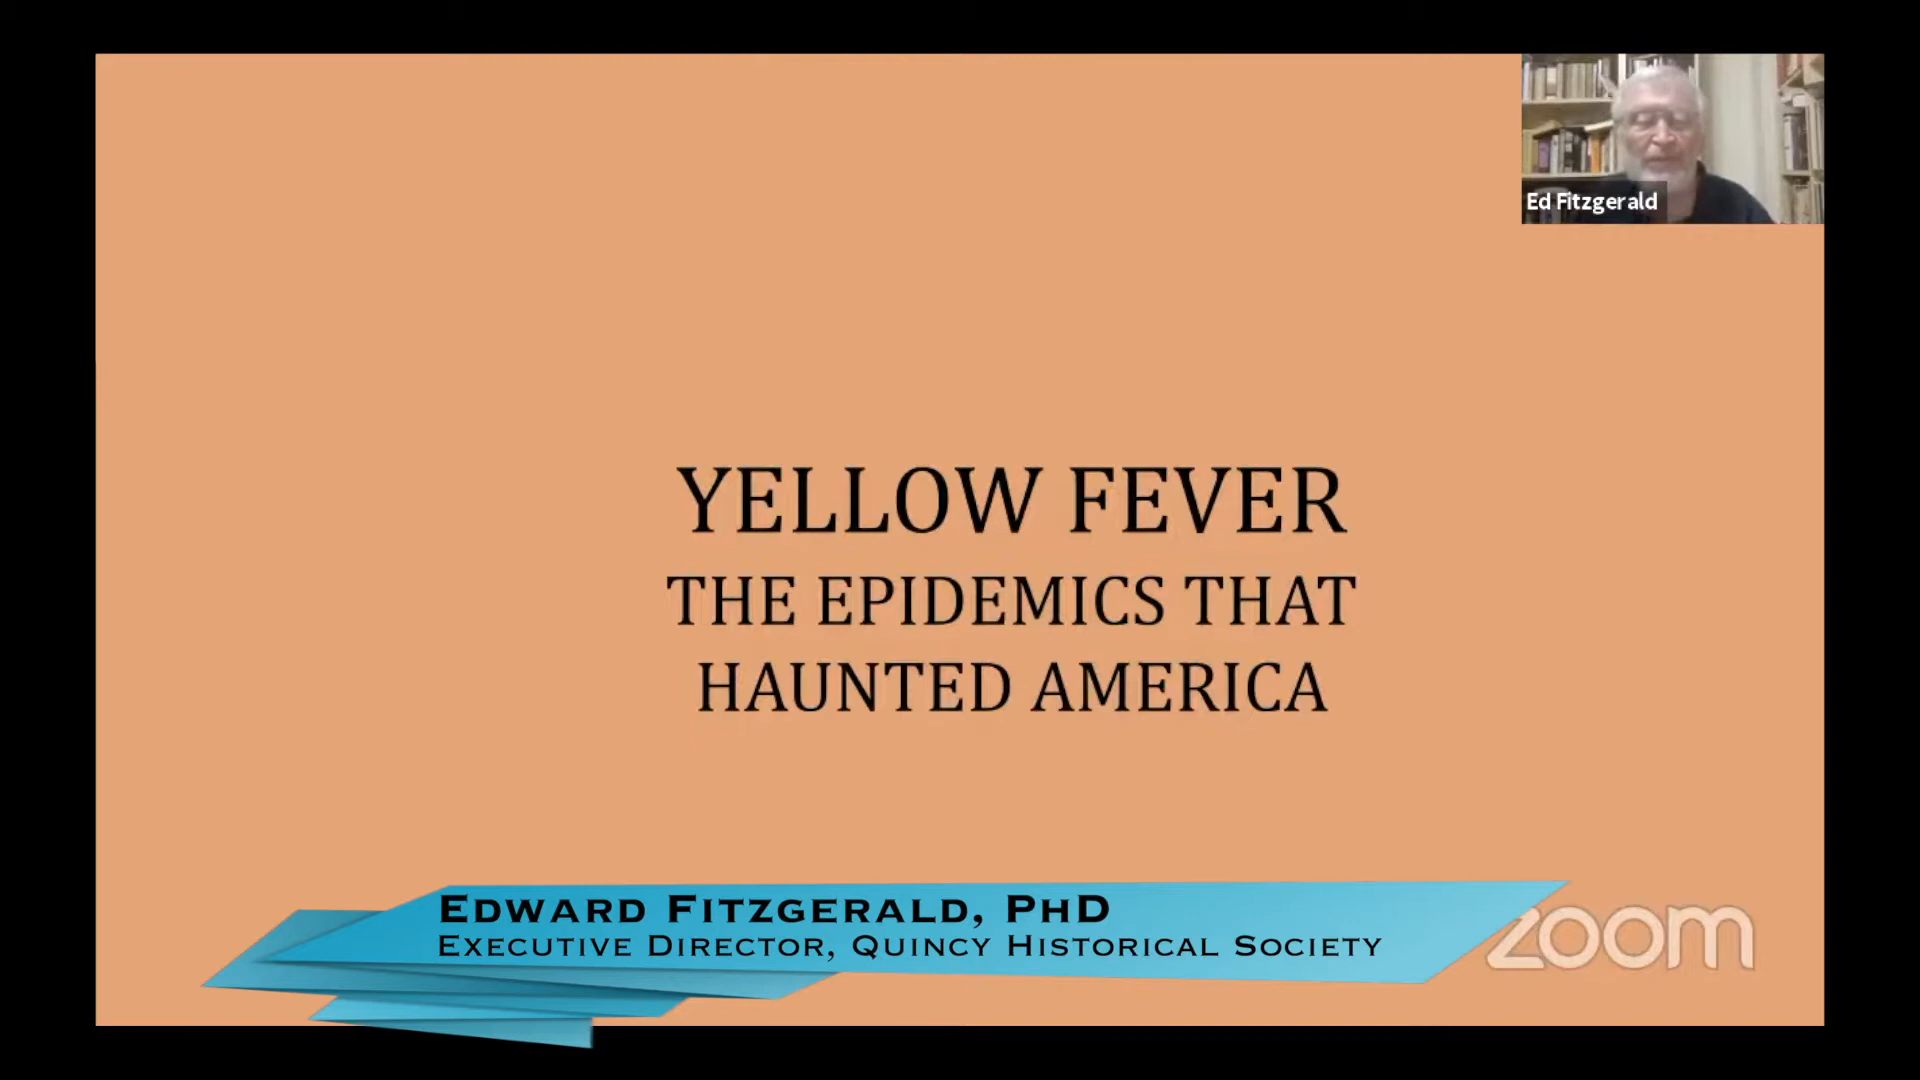 Ed Fitzgerald
YELLOW FEVER
THE EPIDEMICS THAT
HAUNTED AMERICA
EDWARD FITZGERALD, PHD
EXECUTIVE DIRECTOR, QUINCY HISTORICAL SOCIETY
zoom